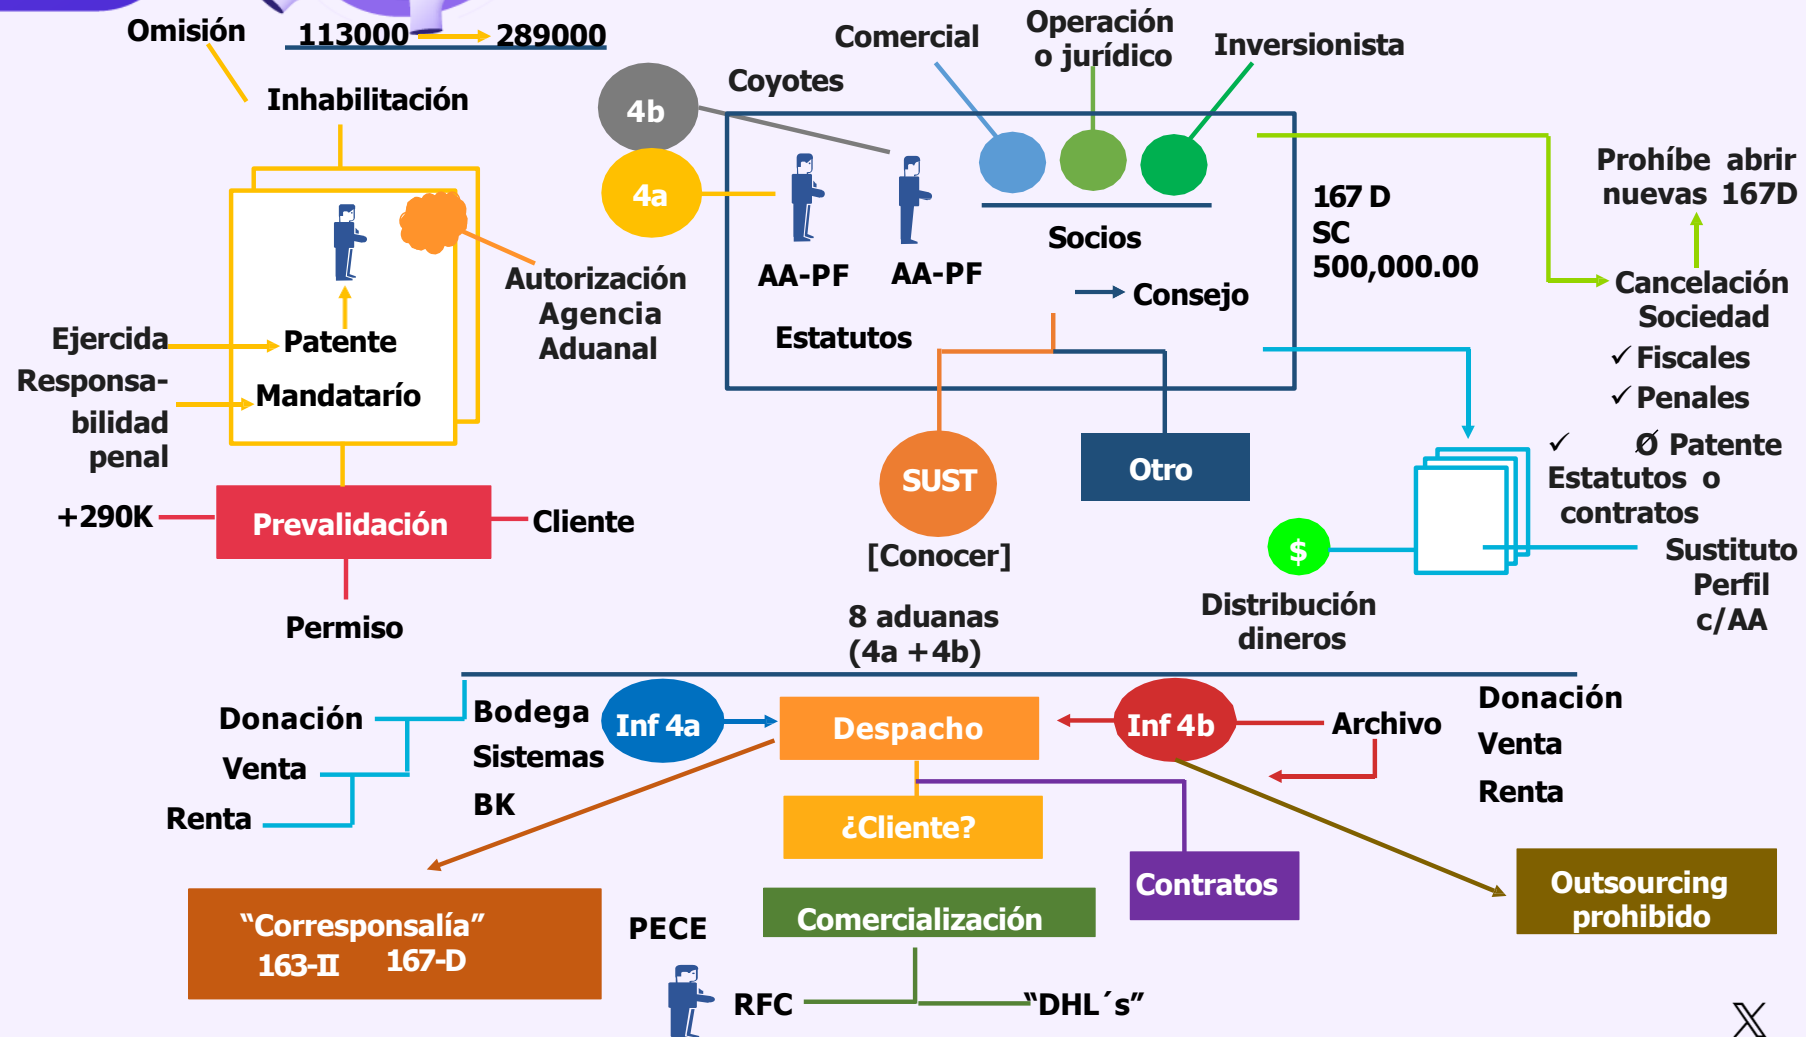 Omisión
113000
289000
Inhabilitación
Autorización
Agencia
Aduanal
Ejercida
Patente
Responsa-
bilidad
penal
Mandatarío
+290K
Prevalidación
Cliente
Permiso
Coyotes
4b
4a
Comercial
Operación
o jurídico
Inversionista
AA-PF
AA-PF
Socios
Consejo
Estatutos
167 D
SC
500,000.00
Prohíbe abrir
nuevas 167D
Cancelación
Sociedad
✓ Fiscales
✓ Penales
✓ Ø Patente
Estatutos o
contratos
SUST
[Conocer]
Otro
$
Distribución
dineros
Sustituto
Perfil
c/AA
8 aduanas
(4a +4b)
Donación
Venta
Renta
Bodega
Sistemas
BK
Inf 4a
Despacho
Inf 4b
Archivo
Donación
Venta
Renta
¿Cliente?
Contratos
Outsourcing
prohibido
“Corresponsalía”
163-II 167-D
PECE
Comercialización
RFC
“DHL´s”
X